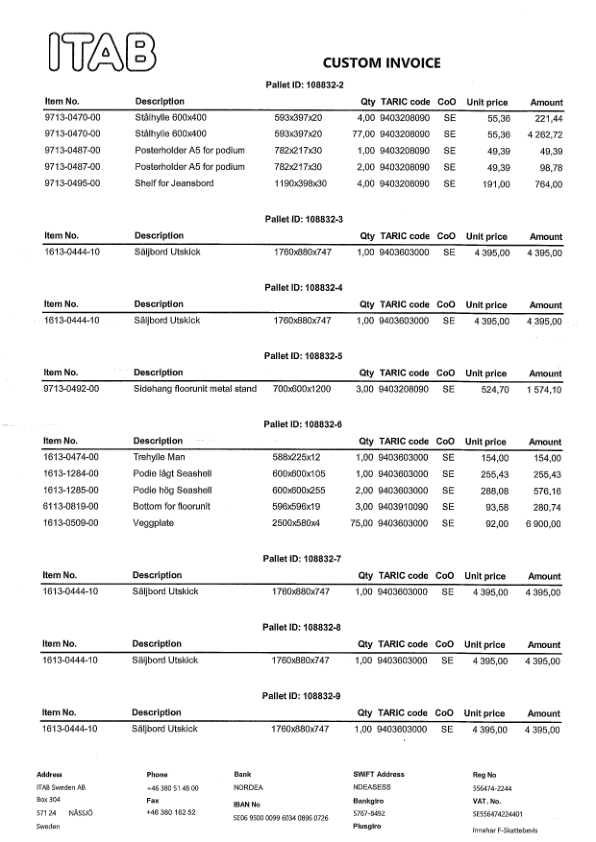 ITAB
CUSTOM INVOICE
Pallet ID: 108832-2
Item No. Description Qty TARIC code CoO Unit price Amount
9713-0470-00 Stålhylle 600x400 593x397x20 4,00 9403208090 SE 55,36 221,44
9713-0470-00 Stålhylle 600x400 593x397x20 77,00 9403208090 SE 55,36 4 262,72
9713-0487-00 Posterholder A5 for podium 782x217x30 1,00 9403208090 SE 49,39 49,39
9713-0487-00 Posterholder A5 for podium 782x217x30 2,00 9403208090 SE 49,39 98,78
9713-0495-00 Shelf for Jeansbord 1190x398x30 4,00 9403208090 SE 191,00 764,00
Pallet ID: 108832-3
Item No. Description Qty TARIC code CoO Unit price Amount
1613-0444-10 Säljbord Utskick 1760x880x747 1,00 9403603000 SE 4 395,00 4 395,00
Pallet ID: 108832-4
Item No. Description Qty TARIC code CoO Unit price Amount
1613-0444-10 Säljbord Utskick 1760x880x747 1,00 9403603000 SE 4 395,00 4 395,00
Pallet ID: 108832-5
Item No. Description Qty TARIC code CoO Unit price Amount
9713-0492-00 Sidehang floorunit metal stand 700x600x1200 3,00 9403208090 SE 524,70 1 574,10
Pallet ID: 108832-6
Item No. Description Qty TARIC code CoO Unit price Amount
1613-0474-00 Trehylle Man 588x225x12 1,00 9403603000 SE 154,00 154,00
1613-1284-00 Podie lågt Seashell 600x600x105 1,00 9403603000 SE 255,43 255,43
1613-1285-00 Podie hög Seashell 600x600x255 2,00 9403603000 SE 288,08 576,16
6113-0819-00 Bottom for floorunit 596x596x19 3,00 9403910090 SE 93,58 280,74
1613-0509-00 Veggplate 2500x580x4 75,00 9403603000 SE 92,00 6 900,00
Pallet ID: 108832-7
Item No. Description Qty TARIC code CoO Unit price Amount
1613-0444-10 Säljbord Utskick 1760x880x747 1,00 9403603000 SE 4 395,00 4 395,00
Pallet ID: 108832-8
Item No. Description Qty TARIC code CoO Unit price Amount
1613-0444-10 Säljbord Utskick 1760x880x747 1,00 9403603000 SE 4 395,00 4 395,00
Pallet ID: 108832-9
Item No. Description Qty TARIC code CoO Unit price Amount
1613-0444-10 Säljbord Utskick 1760x880x747 1,00 9403603000 SE 4 395,00 4 395,00
Address Phone Bank SWIFT Address Reg No
ITAB Sweden AB +46 380 51 48 00 NORDEA NDEASESS 556474-2244
Box 304 Fax IBAN No Bankgiro VAT. No.
571 24 NÄSSJÖ +46 380 162 52 SE06 9500 0099 6034 0896 0726 5767-8492 SE556474224401
Sweden Plusgiro Innehar F-Skattebevis